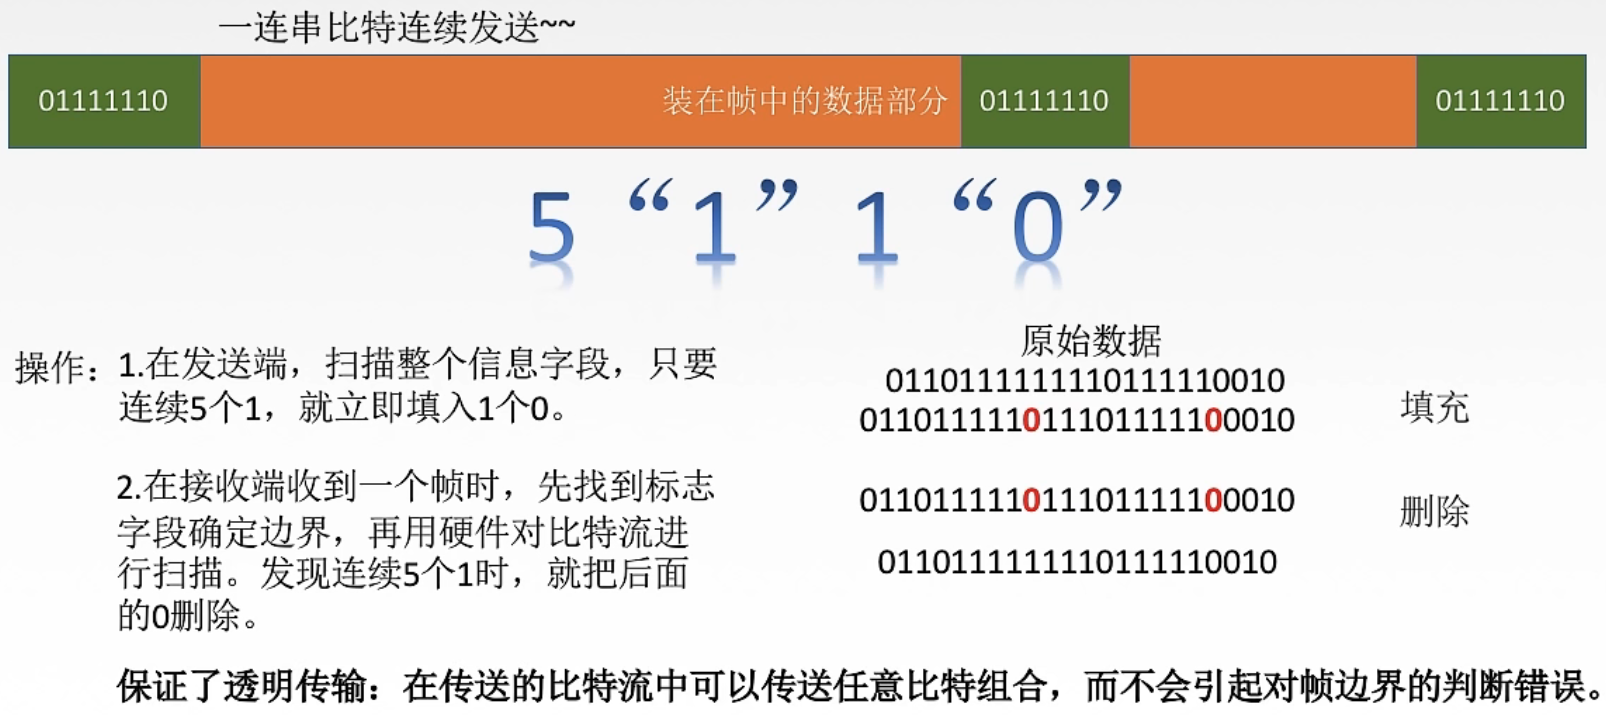 一连串比特连续发送~~
01111110 装在帧中的数据部分 01111110 01111110
5 “1” 1 “0”
操作：1.在发送端，扫描整个信息字段，只要
连续5个1，就立即填入1个0。
2.在接收端收到一个帧时，先找到标志
字段确定边界，再用硬件对比特流进
行扫描。发现连续5个1时，就把后面
的0删除。
原始数据
0110111111110111110010
011011111011101111100010
填充
011011111011101111100010
删除
0110111111110111110010
保证了透明传输：在传送的比特流中可以传送任意比特组合，而不会引起对帧边界的判断错误。